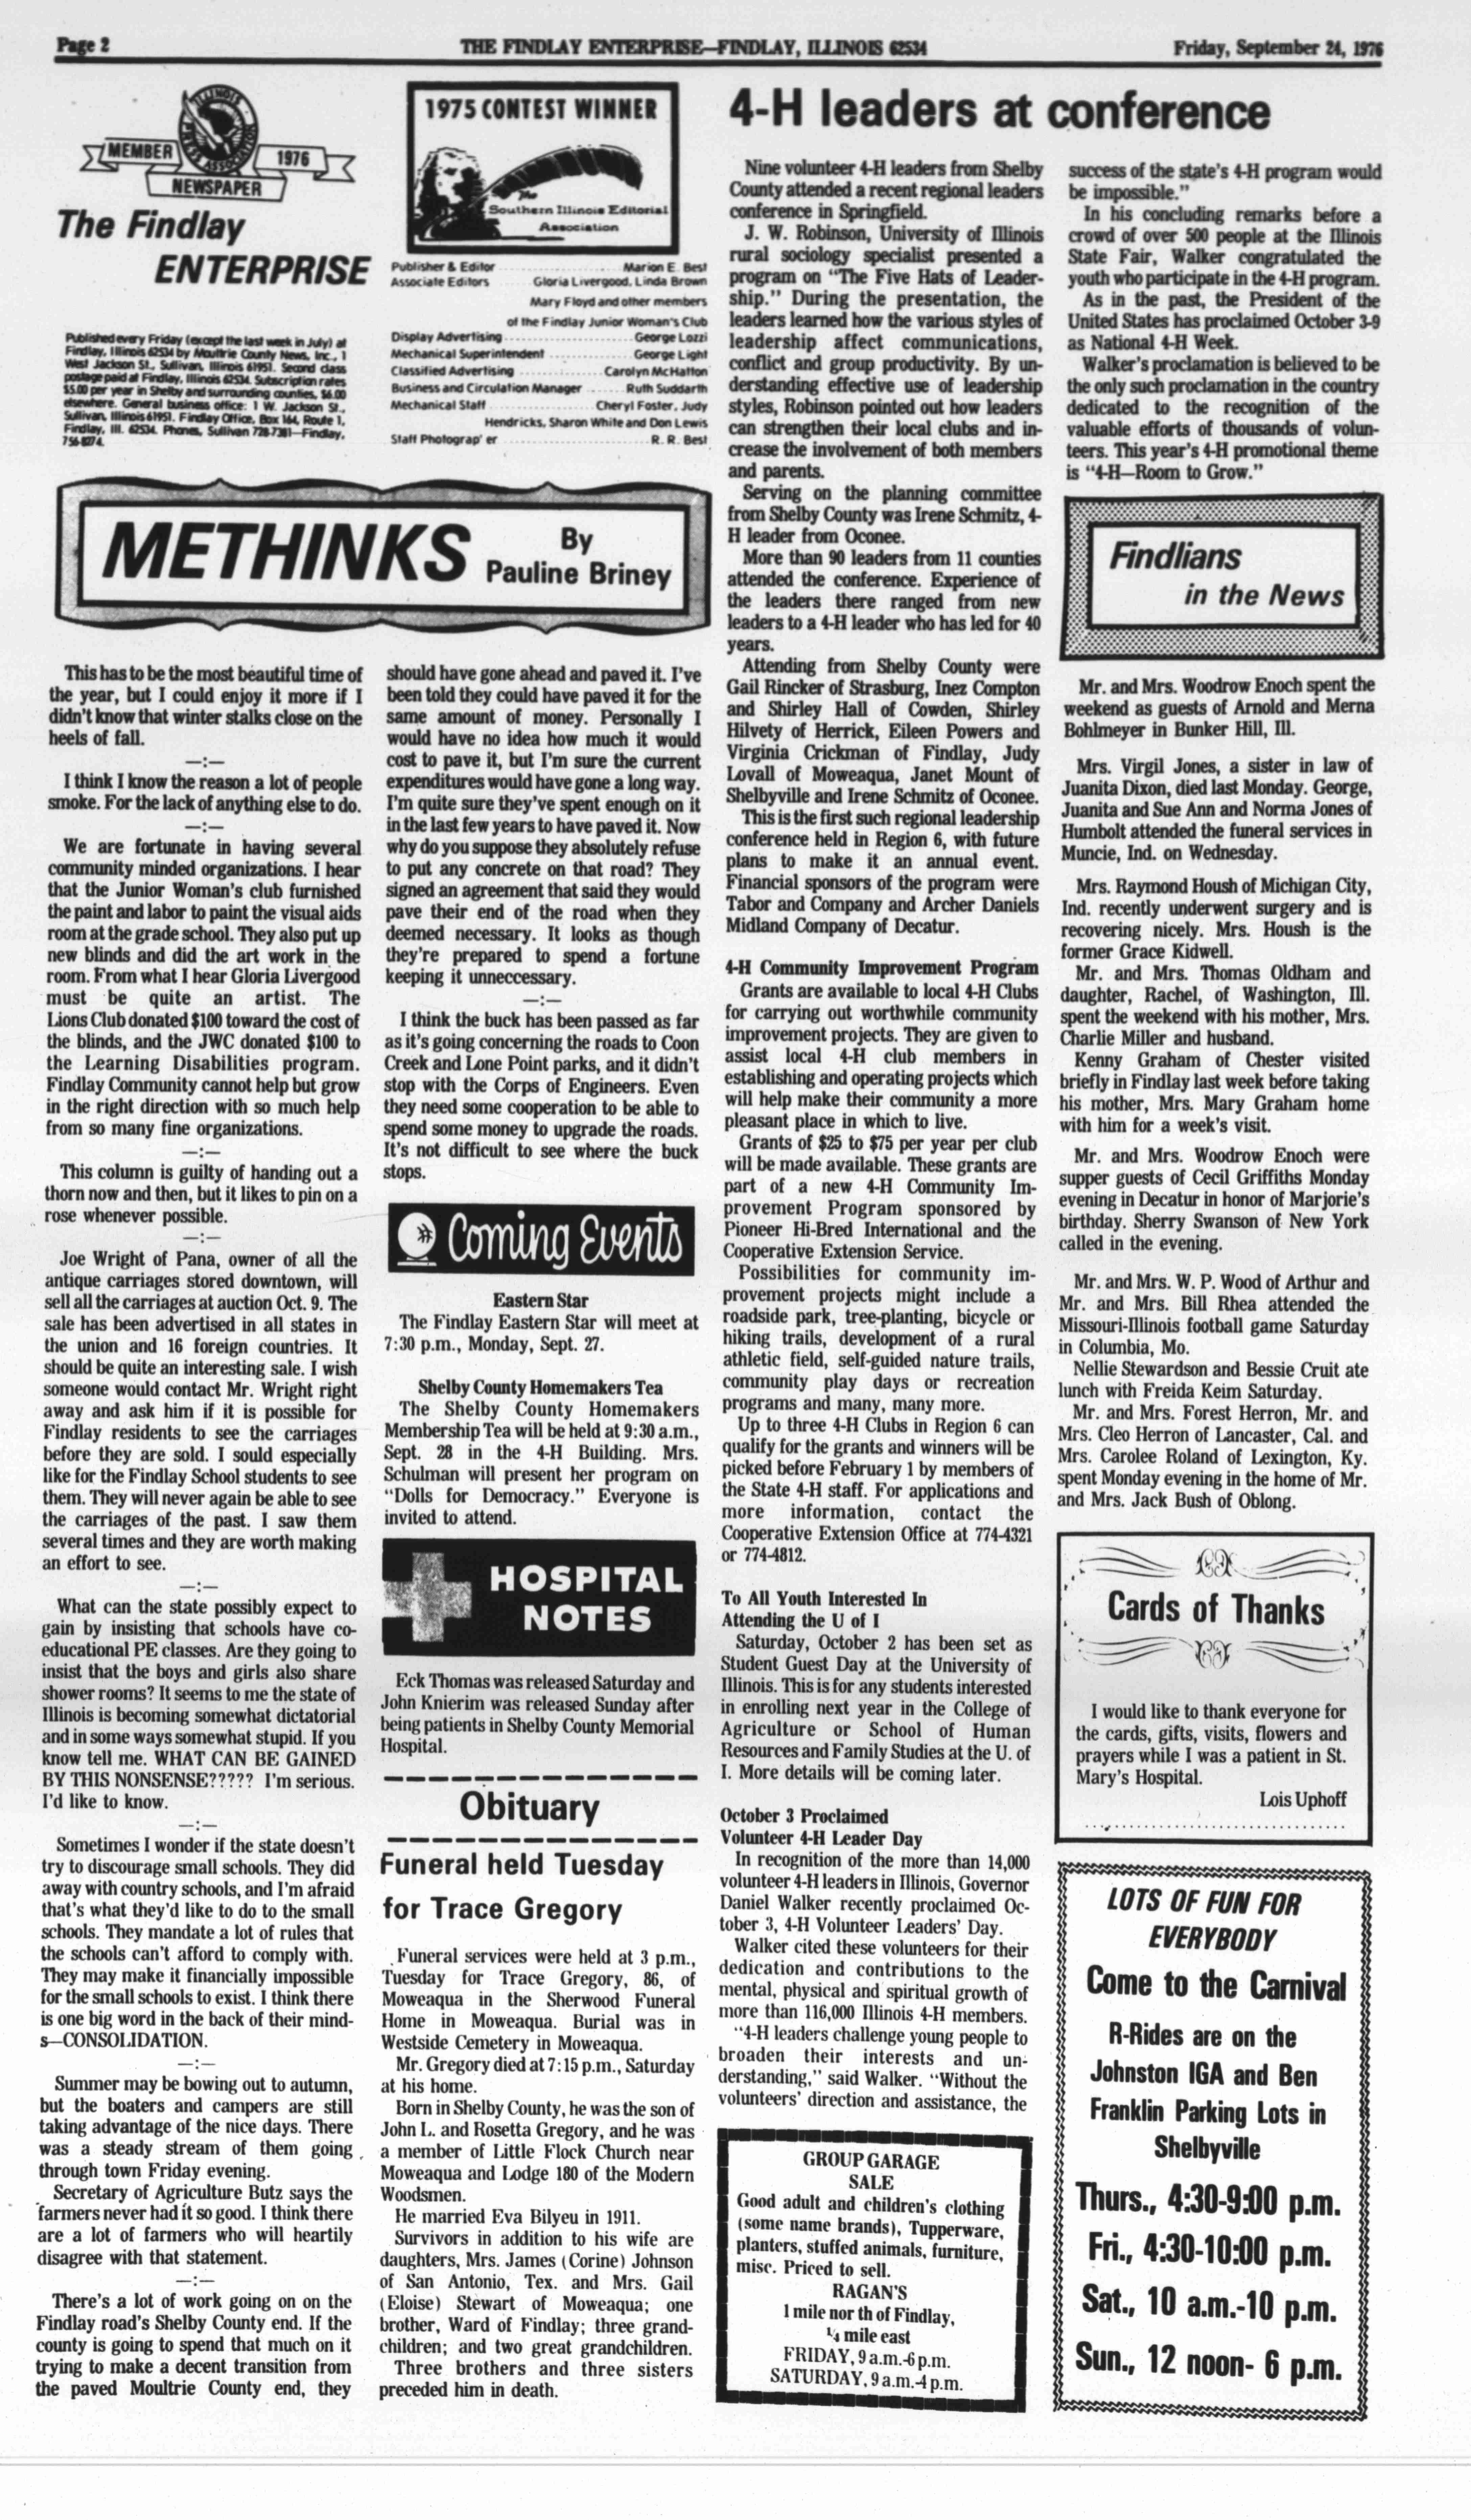 Page 2
THE FINDLAY ENTERPRISE—FINDLAY, ILLINOIS 62534
Friday, September 24, 1976
ILLINOIS
PRESS ASSOCIATION
MEMBER
1976
NEWSPAPER
The Findlay
ENTERPRISE
Published every Friday (except the last week in July) at
Findlay, Illinois 62534 by Moultrie County News, Inc., 1
West Jackson St., Sullivan, Illinois 61951. Second class
postage paid at Findlay, Illinois 62534. Subscription rates
$5.00 per year in Shelby and surrounding counties, $6.00
elsewhere. General business office: 1 W. Jackson St.,
Sullivan, Illinois 61951, Findlay Office, Box 164, Route 1,
Findlay, Ill. 62534. Phones, Sullivan 728-7381—Findlay,
756-8274.
1975 CONTEST WINNER
The
Southern Illinois Editorial
Association
Publisher & Editor ..................... Marion E. Best
Associate Editors Gloria Livergood, Linda Brown
Mary Floyd and other members
of the Findlay Junior Woman's Club
Display Advertising ..................... George Lozzi
Mechanical Superintendent ............... George Light
Classified Advertising ............. Carolyn McHatton
Business and Circulation Manager ...... Ruth Suddarth
Mechanical Staff ............... Cheryl Foster, Judy
Hendricks, Sharon White and Don Lewis
Staff Photograp' er ..................... R. R. Best
METHINKS
By
Pauline Briney
This has to be the most beautiful time of
the year, but I could enjoy it more if I
didn't know that winter stalks close on the
heels of fall.
—:—
I think I know the reason a lot of people
smoke. For the lack of anything else to do.
—:—
We are fortunate in having several
community minded organizations. I hear
that the Junior Woman's club furnished
the paint and labor to paint the visual aids
room at the grade school. They also put up
new blinds and did the art work in the
room. From what I hear Gloria Livergood
must be quite an artist. The
Lions Club donated $100 toward the cost of
the blinds, and the JWC donated $100 to
the Learning Disabilities program.
Findlay Community cannot help but grow
in the right direction with so much help
from so many fine organizations.
—:—
This column is guilty of handing out a
thorn now and then, but it likes to pin on a
rose whenever possible.
—:—
Joe Wright of Pana, owner of all the
antique carriages stored downtown, will
sell all the carriages at auction Oct. 9. The
sale has been advertised in all states in
the union and 16 foreign countries. It
should be quite an interesting sale. I wish
someone would contact Mr. Wright right
away and ask him if it is possible for
Findlay residents to see the carriages
before they are sold. I sould especially
like for the Findlay School students to see
them. They will never again be able to see
the carriages of the past. I saw them
several times and they are worth making
an effort to see.
—:—
What can the state possibly expect to
gain by insisting that schools have co-
educational PE classes. Are they going to
insist that the boys and girls also share
shower rooms? It seems to me the state of
Illinois is becoming somewhat dictatorial
and in some ways somewhat stupid. If you
know tell me. WHAT CAN BE GAINED
BY THIS NONSENSE????? I'm serious.
I'd like to know.
—:—
Sometimes I wonder if the state doesn't
try to discourage small schools. They did
away with country schools, and I'm afraid
that's what they'd like to do to the small
schools. They mandate a lot of rules that
the schools can't afford to comply with.
They may make it financially impossible
for the small schools to exist. I think there
is one big word in the back of their mind-
s—CONSOLIDATION.
—:—
Summer may be bowing out to autumn,
but the boaters and campers are still
taking advantage of the nice days. There
was a steady stream of them going
through town Friday evening.
Secretary of Agriculture Butz says the
farmers never had it so good. I think there
are a lot of farmers who will heartily
disagree with that statement.
—:—
There's a lot of work going on on the
Findlay road's Shelby County end. If the
county is going to spend that much on it
trying to make a decent transition from
the paved Moultrie County end, they
should have gone ahead and paved it. I've
been told they could have paved it for the
same amount of money. Personally I
would have no idea how much it would
cost to pave it, but I'm sure the current
expenditures would have gone a long way.
I'm quite sure they've spent enough on it
in the last few years to have paved it. Now
why do you suppose they absolutely refuse
to put any concrete on that road? They
signed an agreement that said they would
pave their end of the road when they
deemed necessary. It looks as though
they're prepared to spend a fortune
keeping it unneccessary.
—:—
I think the buck has been passed as far
as it's going concerning the roads to Coon
Creek and Lone Point parks, and it didn't
stop with the Corps of Engineers. Even
they need some cooperation to be able to
spend some money to upgrade the roads.
It's not difficult to see where the buck
stops.
Coming Events
Eastern Star
The Findlay Eastern Star will meet at
7:30 p.m., Monday, Sept. 27.
Shelby County Homemakers Tea
The Shelby County Homemakers
Membership Tea will be held at 9:30 a.m.,
Sept. 28 in the 4-H Building. Mrs.
Schulman will present her program on
"Dolls for Democracy." Everyone is
invited to attend.
HOSPITAL
NOTES
Eck Thomas was released Saturday and
John Knierim was released Sunday after
being patients in Shelby County Memorial
Hospital.
Obituary
Funeral held Tuesday
for Trace Gregory
Funeral services were held at 3 p.m.,
Tuesday for Trace Gregory, 86, of
Moweaqua in the Sherwood Funeral
Home in Moweaqua. Burial was in
Westside Cemetery in Moweaqua.
Mr. Gregory died at 7:15 p.m., Saturday
at his home.
Born in Shelby County, he was the son of
John L. and Rosetta Gregory, and he was
a member of Little Flock Church near
Moweaqua and Lodge 180 of the Modern
Woodsmen.
He married Eva Bilyeu in 1911.
Survivors in addition to his wife are
daughters, Mrs. James (Corine) Johnson
of San Antonio, Tex. and Mrs. Gail
(Eloise) Stewart of Moweaqua; one
brother, Ward of Findlay; three grand-
children; and two great grandchildren.
Three brothers and three sisters
preceded him in death.
4-H leaders at conference
Nine volunteer 4-H leaders from Shelby
County attended a recent regional leaders
conference in Springfield.
J. W. Robinson, University of Illinois
rural sociology specialist presented a
program on "The Five Hats of Leader-
ship." During the presentation, the
leaders learned how the various styles of
leadership affect communications,
conflict and group productivity. By un-
derstanding effective use of leadership
styles, Robinson pointed out how leaders
can strengthen their local clubs and in-
crease the involvement of both members
and parents.
Serving on the planning committee
from Shelby County was Irene Schmitz, 4-
H leader from Oconee.
More than 90 leaders from 11 counties
attended the conference. Experience of
the leaders there ranged from new
leaders to a 4-H leader who has led for 40
years.
Attending from Shelby County were
Gail Rincker of Strasburg, Inez Compton
and Shirley Hall of Cowden, Shirley
Hilvety of Herrick, Eileen Powers and
Virginia Crickman of Findlay, Judy
Lovall of Moweaqua, Janet Mount of
Shelbyville and Irene Schmitz of Oconee.
This is the first such regional leadership
conference held in Region 6, with future
plans to make it an annual event.
Financial sponsors of the program were
Tabor and Company and Archer Daniels
Midland Company of Decatur.
4-H Community Improvement Program
Grants are available to local 4-H Clubs
for carrying out worthwhile community
improvement projects. They are given to
assist local 4-H club members in
establishing and operating projects which
will help make their community a more
pleasant place in which to live.
Grants of $25 to $75 per year per club
will be made available. These grants are
part of a new 4-H Community Im-
provement Program sponsored by
Pioneer Hi-Bred International and the
Cooperative Extension Service.
Possibilities for community im-
provement projects might include a
roadside park, tree-planting, bicycle or
hiking trails, development of a rural
athletic field, self-guided nature trails,
community play days or recreation
programs and many, many more.
Up to three 4-H Clubs in Region 6 can
qualify for the grants and winners will be
picked before February 1 by members of
the State 4-H staff. For applications and
more information, contact the
Cooperative Extension Office at 774-4321
or 774-4812.
To All Youth Interested In
Attending the U of I
Saturday, October 2 has been set as
Student Guest Day at the University of
Illinois. This is for any students interested
in enrolling next year in the College of
Agriculture or School of Human
Resources and Family Studies at the U. of
I. More details will be coming later.
October 3 Proclaimed
Volunteer 4-H Leader Day
In recognition of the more than 14,000
volunteer 4-H leaders in Illinois, Governor
Daniel Walker recently proclaimed Oc-
tober 3, 4-H Volunteer Leaders' Day.
Walker cited these volunteers for their
dedication and contributions to the
mental, physical and spiritual growth of
more than 116,000 Illinois 4-H members.
"4-H leaders challenge young people to
broaden their interests and un-
derstanding," said Walker. "Without the
volunteers' direction and assistance, the
GROUP GARAGE
SALE
Good adult and children's clothing
(some name brands), Tupperware,
planters, stuffed animals, furniture,
misc. Priced to sell.
RAGAN'S
1 mile north of Findlay,
¼ mile east
FRIDAY, 9 a.m.-6 p.m.
SATURDAY, 9 a.m.-4 p.m.
success of the state's 4-H program would
be impossible."
In his concluding remarks before a
crowd of over 500 people at the Illinois
State Fair, Walker congratulated the
youth who participate in the 4-H program.
As in the past, the President of the
United States has proclaimed October 3-9
as National 4-H Week.
Walker's proclamation is believed to be
the only such proclamation in the country
dedicated to the recognition of the
valuable efforts of thousands of volun-
teers. This year's 4-H promotional theme
is "4-H—Room to Grow."
Findlians
in the News
Mr. and Mrs. Woodrow Enoch spent the
weekend as guests of Arnold and Merna
Bohlmeyer in Bunker Hill, Ill.
Mrs. Virgil Jones, a sister in law of
Juanita Dixon, died last Monday. George,
Juanita and Sue Ann and Norma Jones of
Humbolt attended the funeral services in
Muncie, Ind. on Wednesday.
Mrs. Raymond Housh of Michigan City,
Ind. recently underwent surgery and is
recovering nicely. Mrs. Housh is the
former Grace Kidwell.
Mr. and Mrs. Thomas Oldham and
daughter, Rachel, of Washington, Ill.
spent the weekend with his mother, Mrs.
Charlie Miller and husband.
Kenny Graham of Chester visited
briefly in Findlay last week before taking
his mother, Mrs. Mary Graham home
with him for a week's visit.
Mr. and Mrs. Woodrow Enoch were
supper guests of Cecil Griffiths Monday
evening in Decatur in honor of Marjorie's
birthday. Sherry Swanson of New York
called in the evening.
Mr. and Mrs. W. P. Wood of Arthur and
Mr. and Mrs. Bill Rhea attended the
Missouri-Illinois football game Saturday
in Columbia, Mo.
Nellie Stewardson and Bessie Cruit ate
lunch with Freida Keim Saturday.
Mr. and Mrs. Forest Herron, Mr. and
Mrs. Cleo Herron of Lancaster, Cal. and
Mrs. Carolee Roland of Lexington, Ky.
spent Monday evening in the home of Mr.
and Mrs. Jack Bush of Oblong.
Cards of Thanks
I would like to thank everyone for
the cards, gifts, visits, flowers and
prayers while I was a patient in St.
Mary's Hospital.
Lois Uphoff
LOTS OF FUN FOR
EVERYBODY
Come to the Carnival
R-Rides are on the
Johnston IGA and Ben
Franklin Parking Lots in
Shelbyville
Thurs., 4:30-9:00 p.m.
Fri., 4:30-10:00 p.m.
Sat., 10 a.m.-10 p.m.
Sun., 12 noon- 6 p.m.